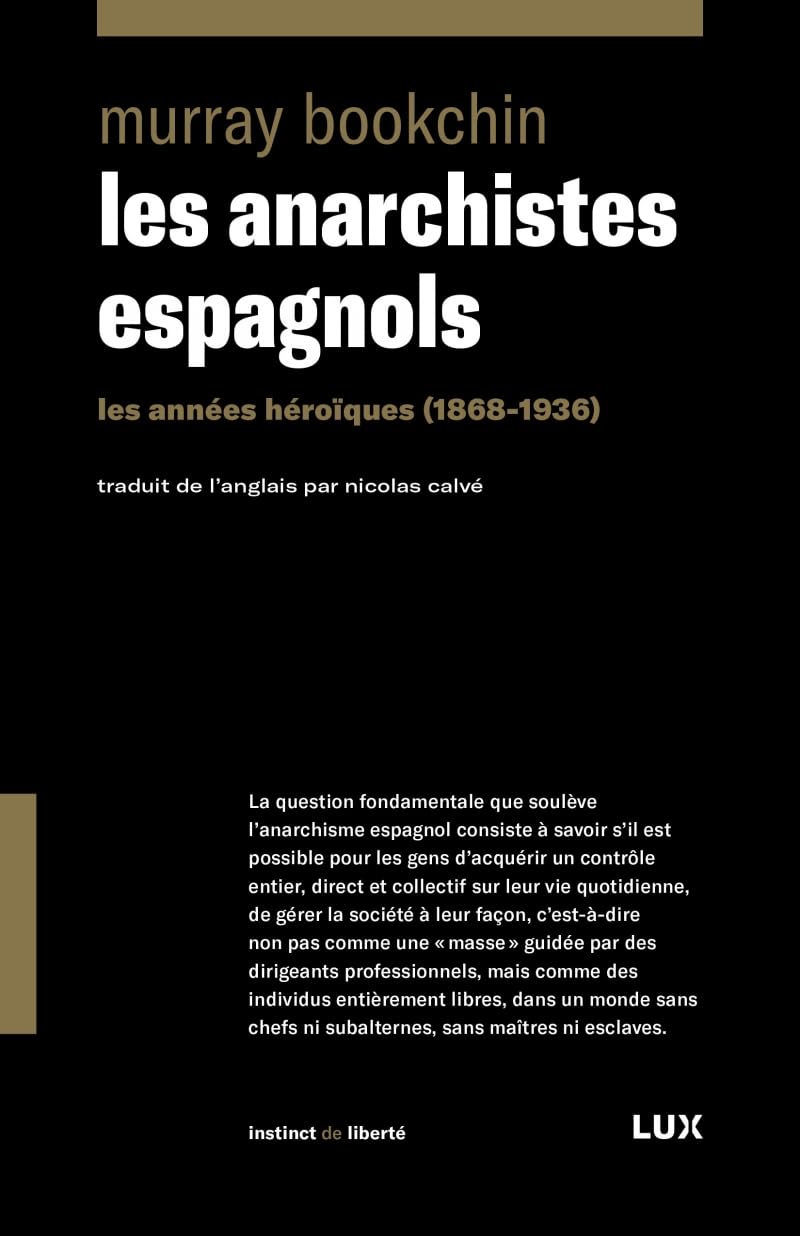 murray bookchin
les anarchistes
espagnols
les années héroïques (1868-1936)
traduit de l’anglais par nicolas calvé
La question fondamentale que soulève
l’anarchisme espagnol consiste à savoir s’il est
possible pour les gens d’acquérir un contrôle
entier, direct et collectif sur leur vie quotidienne,
de gérer la société à leur façon, c’est-à-dire
non pas comme une « masse » guidée par des
dirigeants professionnels, mais comme des
individus entièrement libres, dans un monde sans
chefs ni subalternes, sans maîtres ni esclaves.
instinct de liberté
LUX